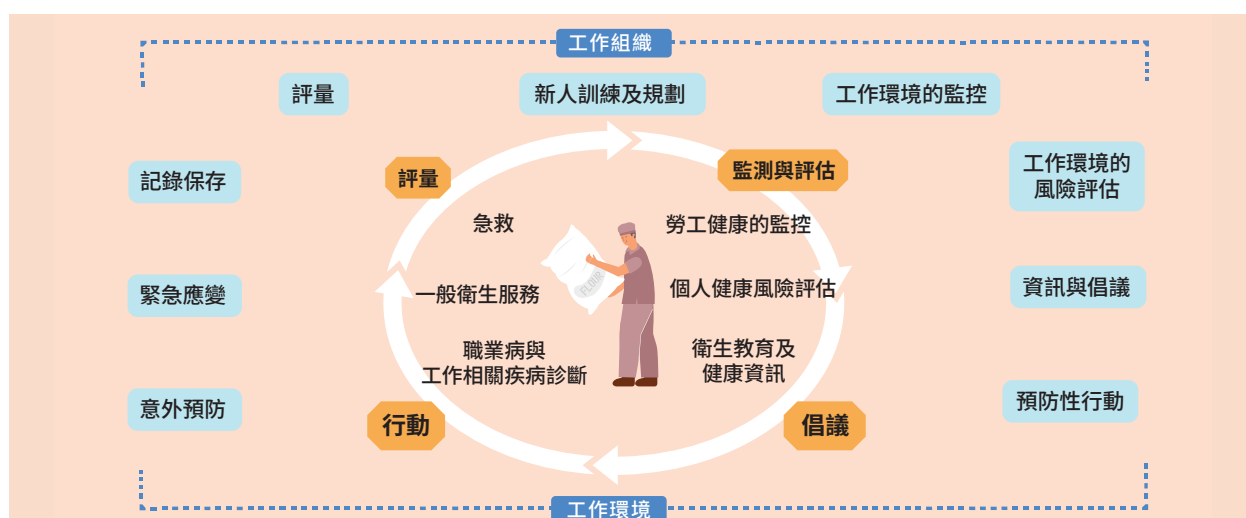 工作組織
評量
新人訓練及規劃
工作環境的監控
記錄保存
評量
監測與評估
工作環境的
風險評估
急救
勞工健康的監控
FLOUR
緊急應變
一般衛生服務
個人健康風險評估
資訊與倡議
職業病與
工作相關疾病診斷
衛生教育及
健康資訊
意外預防
行動
倡議
預防性行動
工作環境